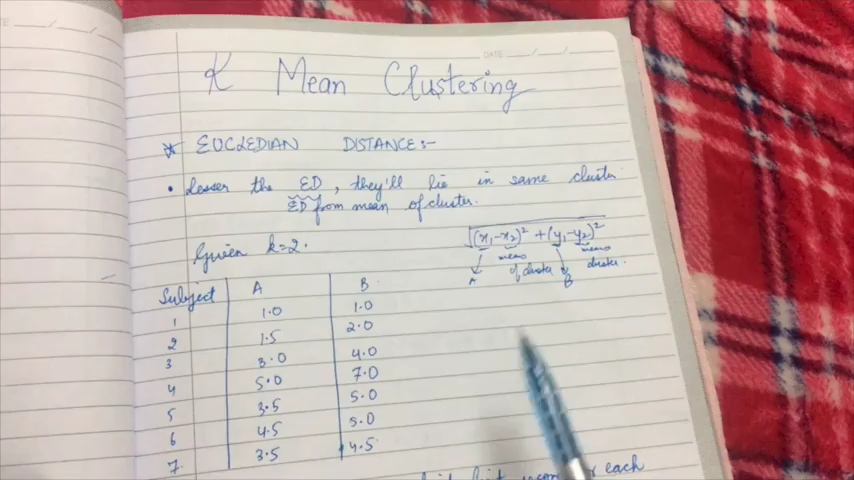 DATE
K Mean Clustering
* EUCLEDIAN DISTANCE:-
• Lesser the ED, they'll lie in same cluster
ED from mean of cluster.
√(x₁-x₂)² + (y₁-y₂)²
mean mean
of cluster cluster.
A B
Given k=2.
Subject A B
1 1.0 1.0
2 1.5 2.0
3 3.0 4.0
4 5.0 7.0
5 3.5 5.0
6 4.5 5.0
7. 3.5 4.5
each